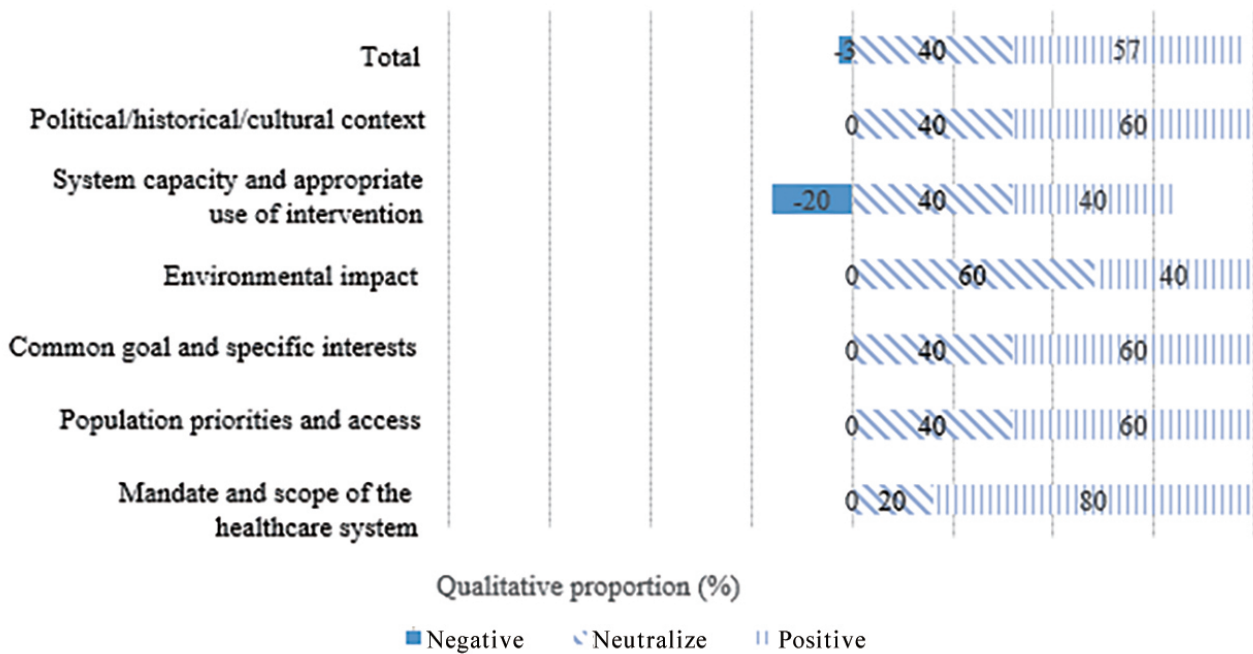 Total
-3 40 57
Political/historical/cultural context
0 40 60
System capacity and appropriate
use of intervention
-20 40 40
Environmental impact
0 60 40
Common goal and specific interests
0 40 60
Population priorities and access
0 40 60
Mandate and scope of the
healthcare system
0 20 80
Qualitative proportion (%)
Negative Neutralize Positive